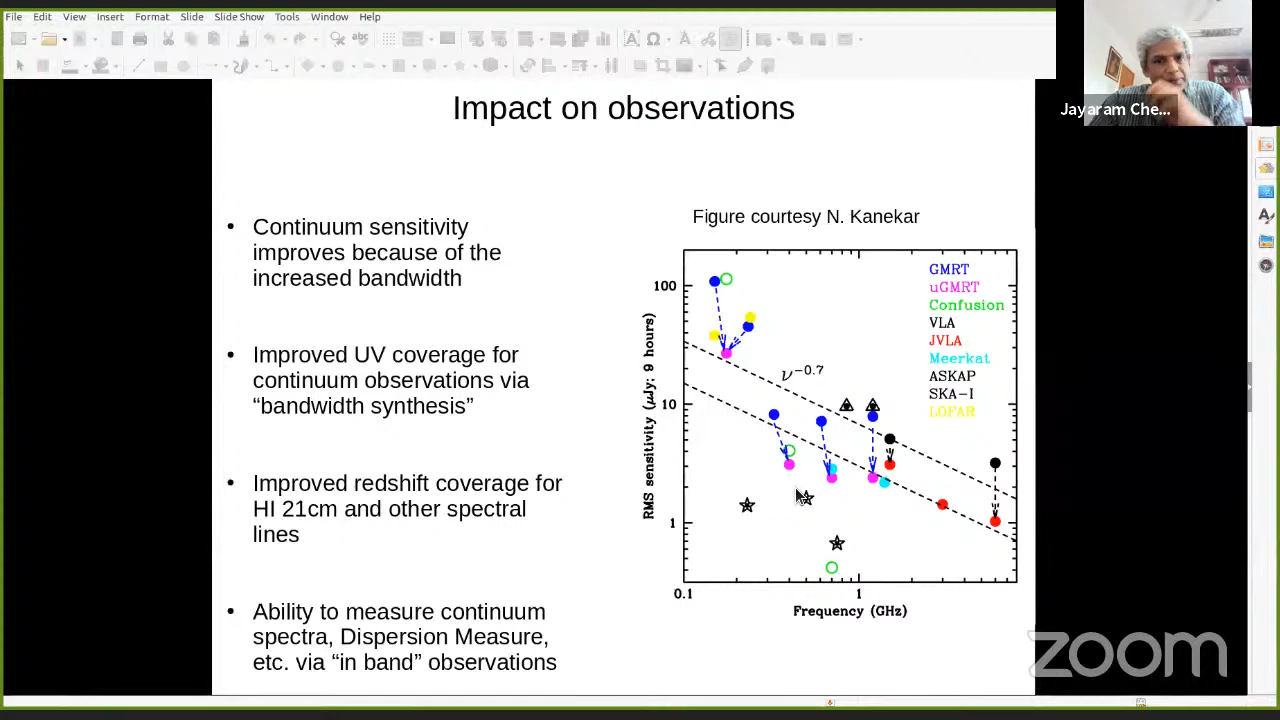 File Edit View Insert Format Slide Slide Show Tools Window Help
Jayaram Che...
Impact on observations
• Continuum sensitivity
improves because of the
increased bandwidth
• Improved UV coverage for
continuum observations via
“bandwidth synthesis”
• Improved redshift coverage for
HI 21cm and other spectral
lines
• Ability to measure continuum
spectra, Dispersion Measure,
etc. via “in band” observations
Figure courtesy N. Kanekar
GMRT
uGMRT
Confusion
VLA
JVLA
Meerkat
ASKAP
SKA-I
LOFAR
ν−0.7
100
10
1
RMS sensitivity (μJy; 9 hours)
0.1 1
Frequency (GHz)
zoom